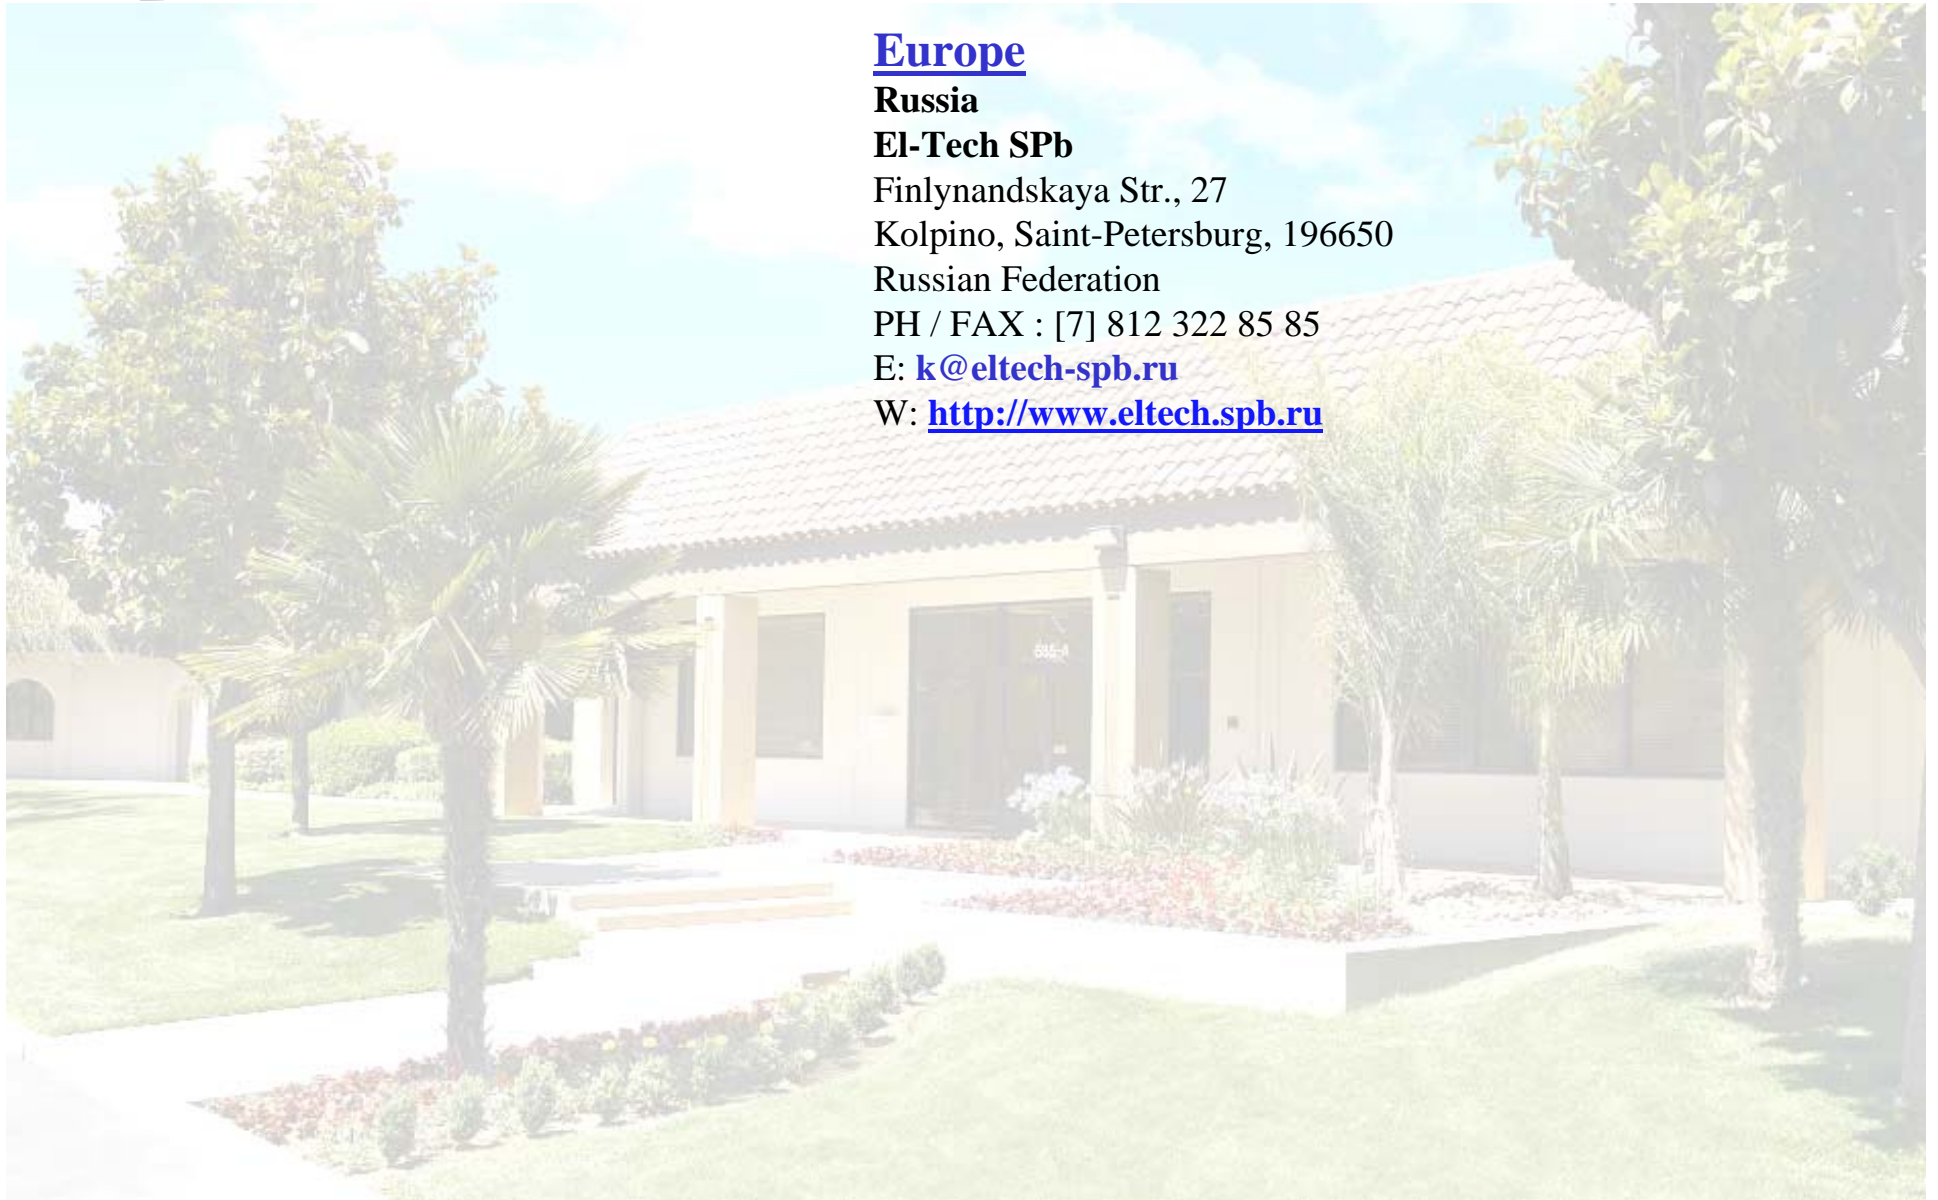 Europe
Russia
El-Tech SPb
Finlynandskaya Str., 27
Kolpino, Saint-Petersburg, 196650
Russian Federation
PH / FAX : [7] 812 322 85 85
E: k@eltech-spb.ru
W: http://www.eltech.spb.ru